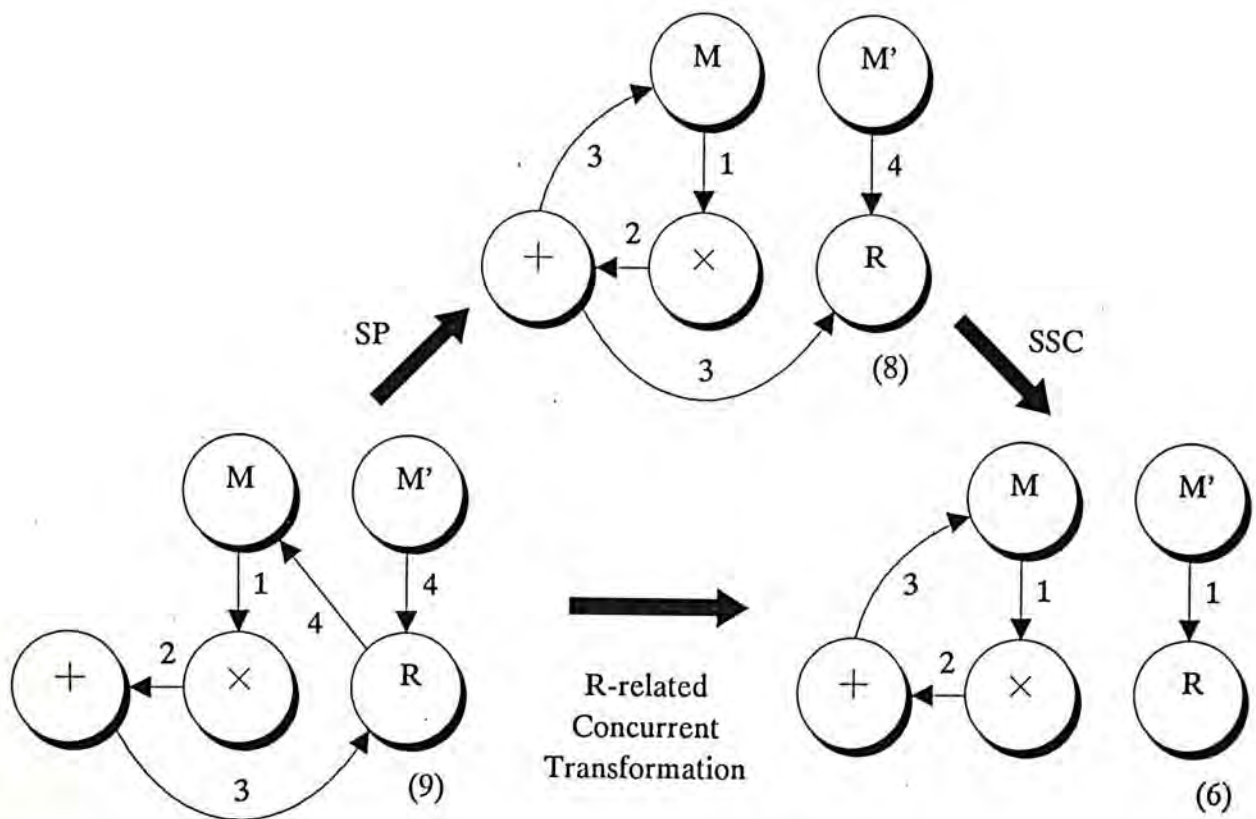 M M'
3 1 4
+ 2 × R
SP 3 (8) SSC
M M'
1 4 4
+ 2 × R
3 (9)
R-related
Concurrent
Transformation
M M'
3 1 1
+ 2 × R
(6)